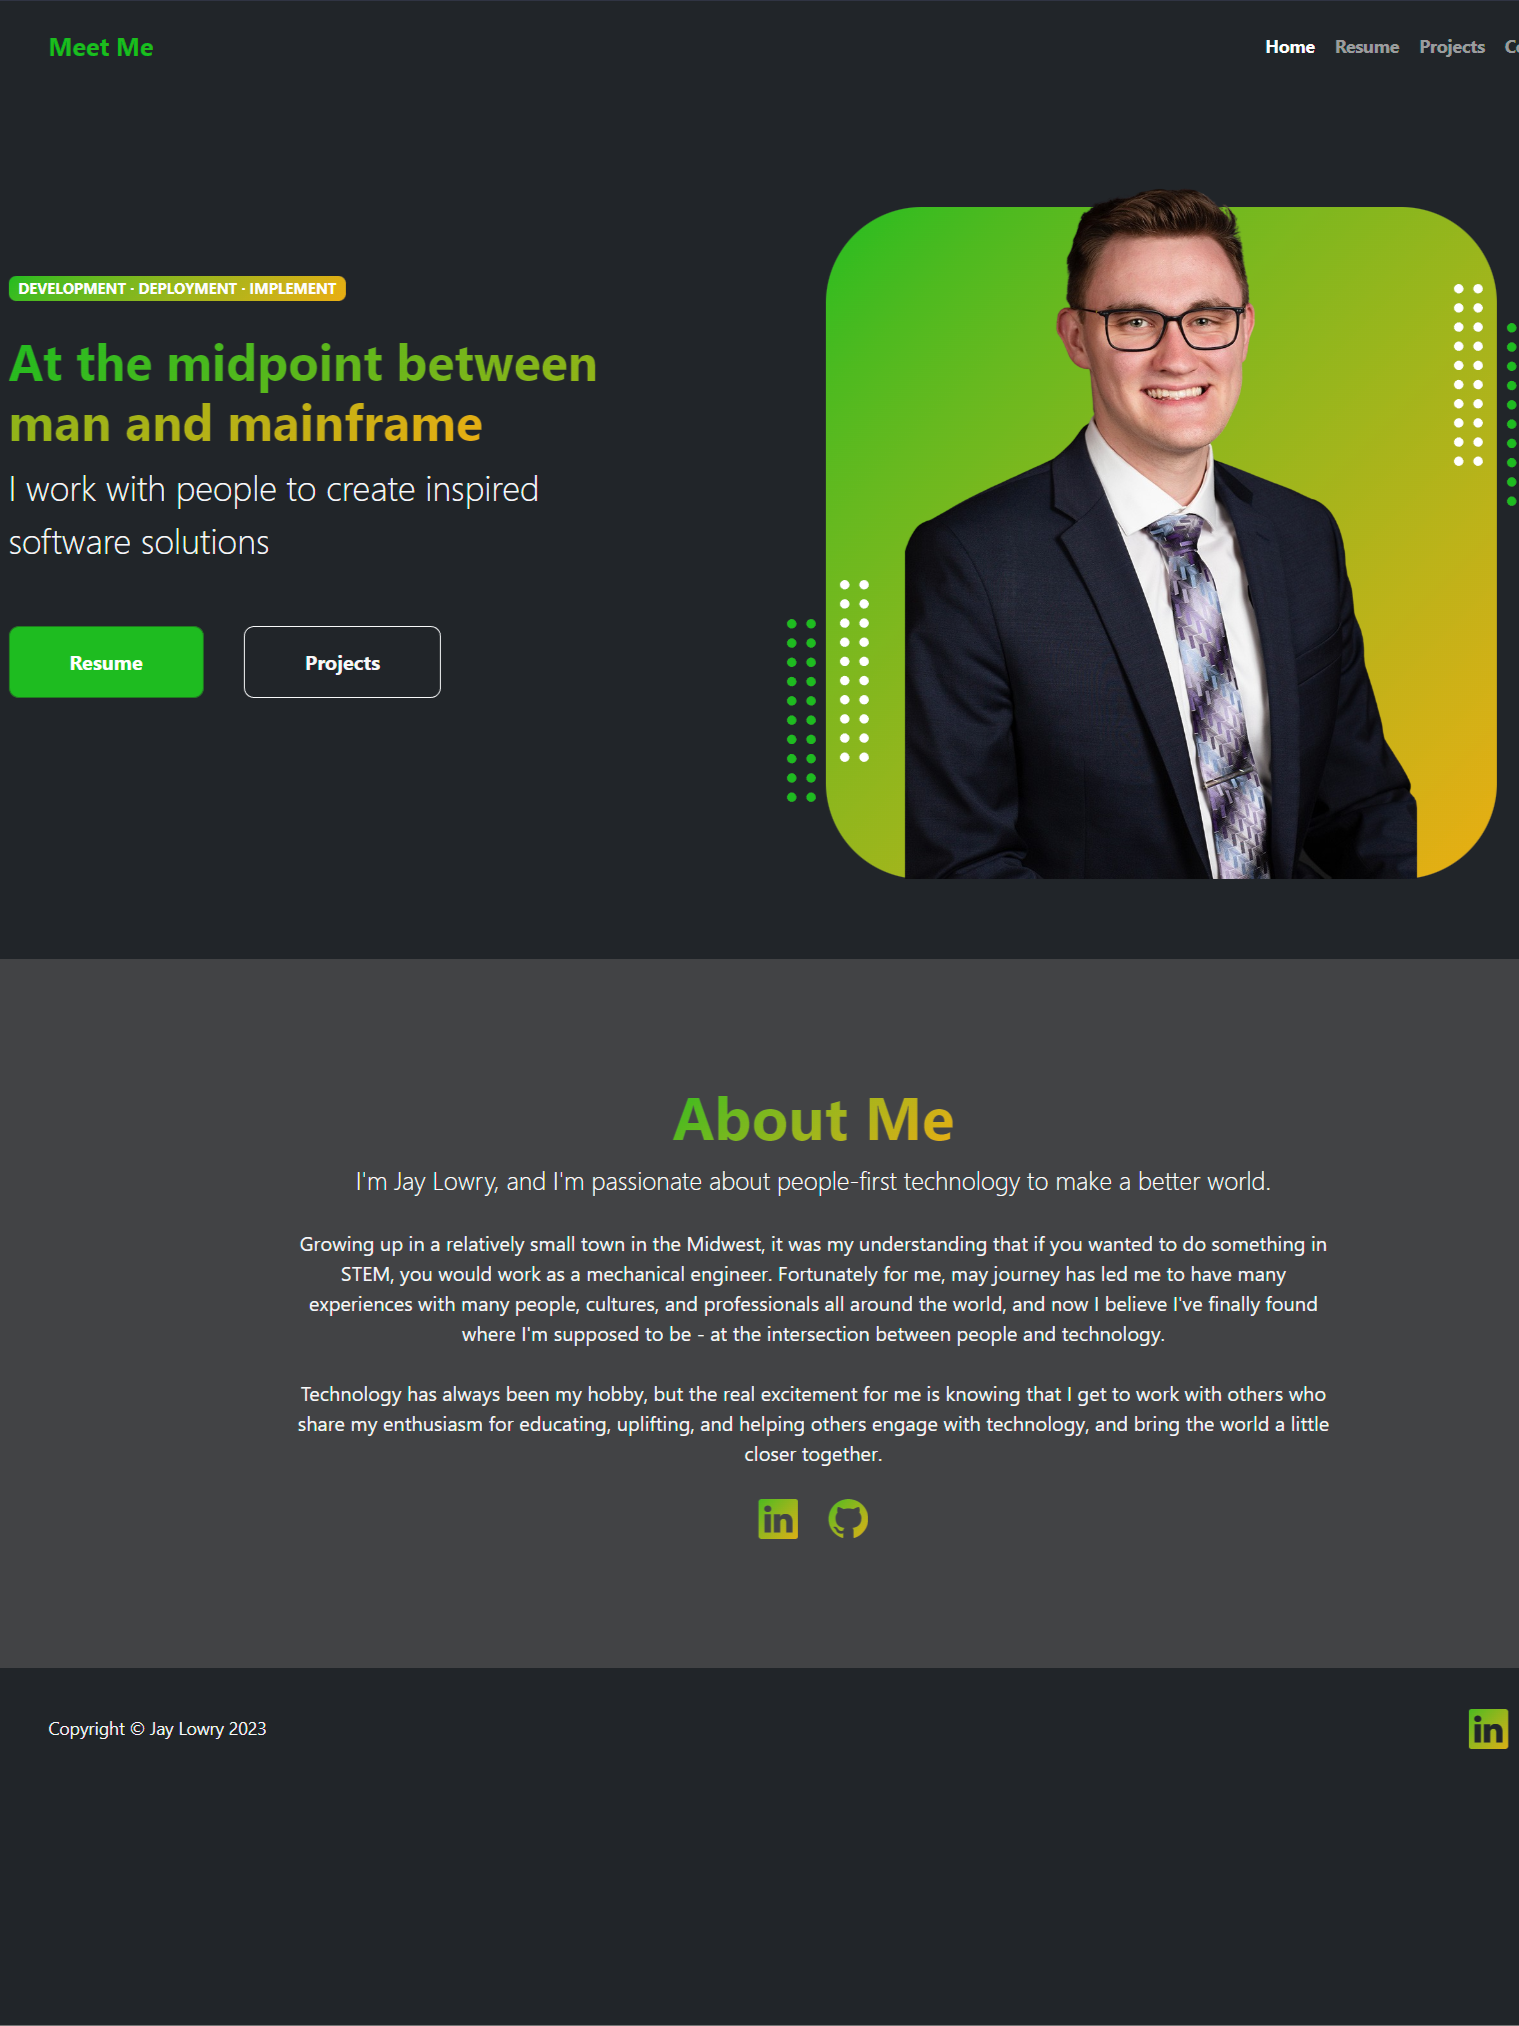 Meet Me
Home Resume Projects
DEVELOPMENT · DEPLOYMENT · IMPLEMENT
At the midpoint between
man and mainframe
I work with people to create inspired
software solutions
Resume
Projects
About Me
I'm Jay Lowry, and I'm passionate about people-first technology to make a better world.
Growing up in a relatively small town in the Midwest, it was my understanding that if you wanted to do something in
STEM, you would work as a mechanical engineer. Fortunately for me, may journey has led me to have many
experiences with many people, cultures, and professionals all around the world, and now I believe I've finally found
where I'm supposed to be - at the intersection between people and technology.
Technology has always been my hobby, but the real excitement for me is knowing that I get to work with others who
share my enthusiasm for educating, uplifting, and helping others engage with technology, and bring the world a little
closer together.
in
Copyright © Jay Lowry 2023
in